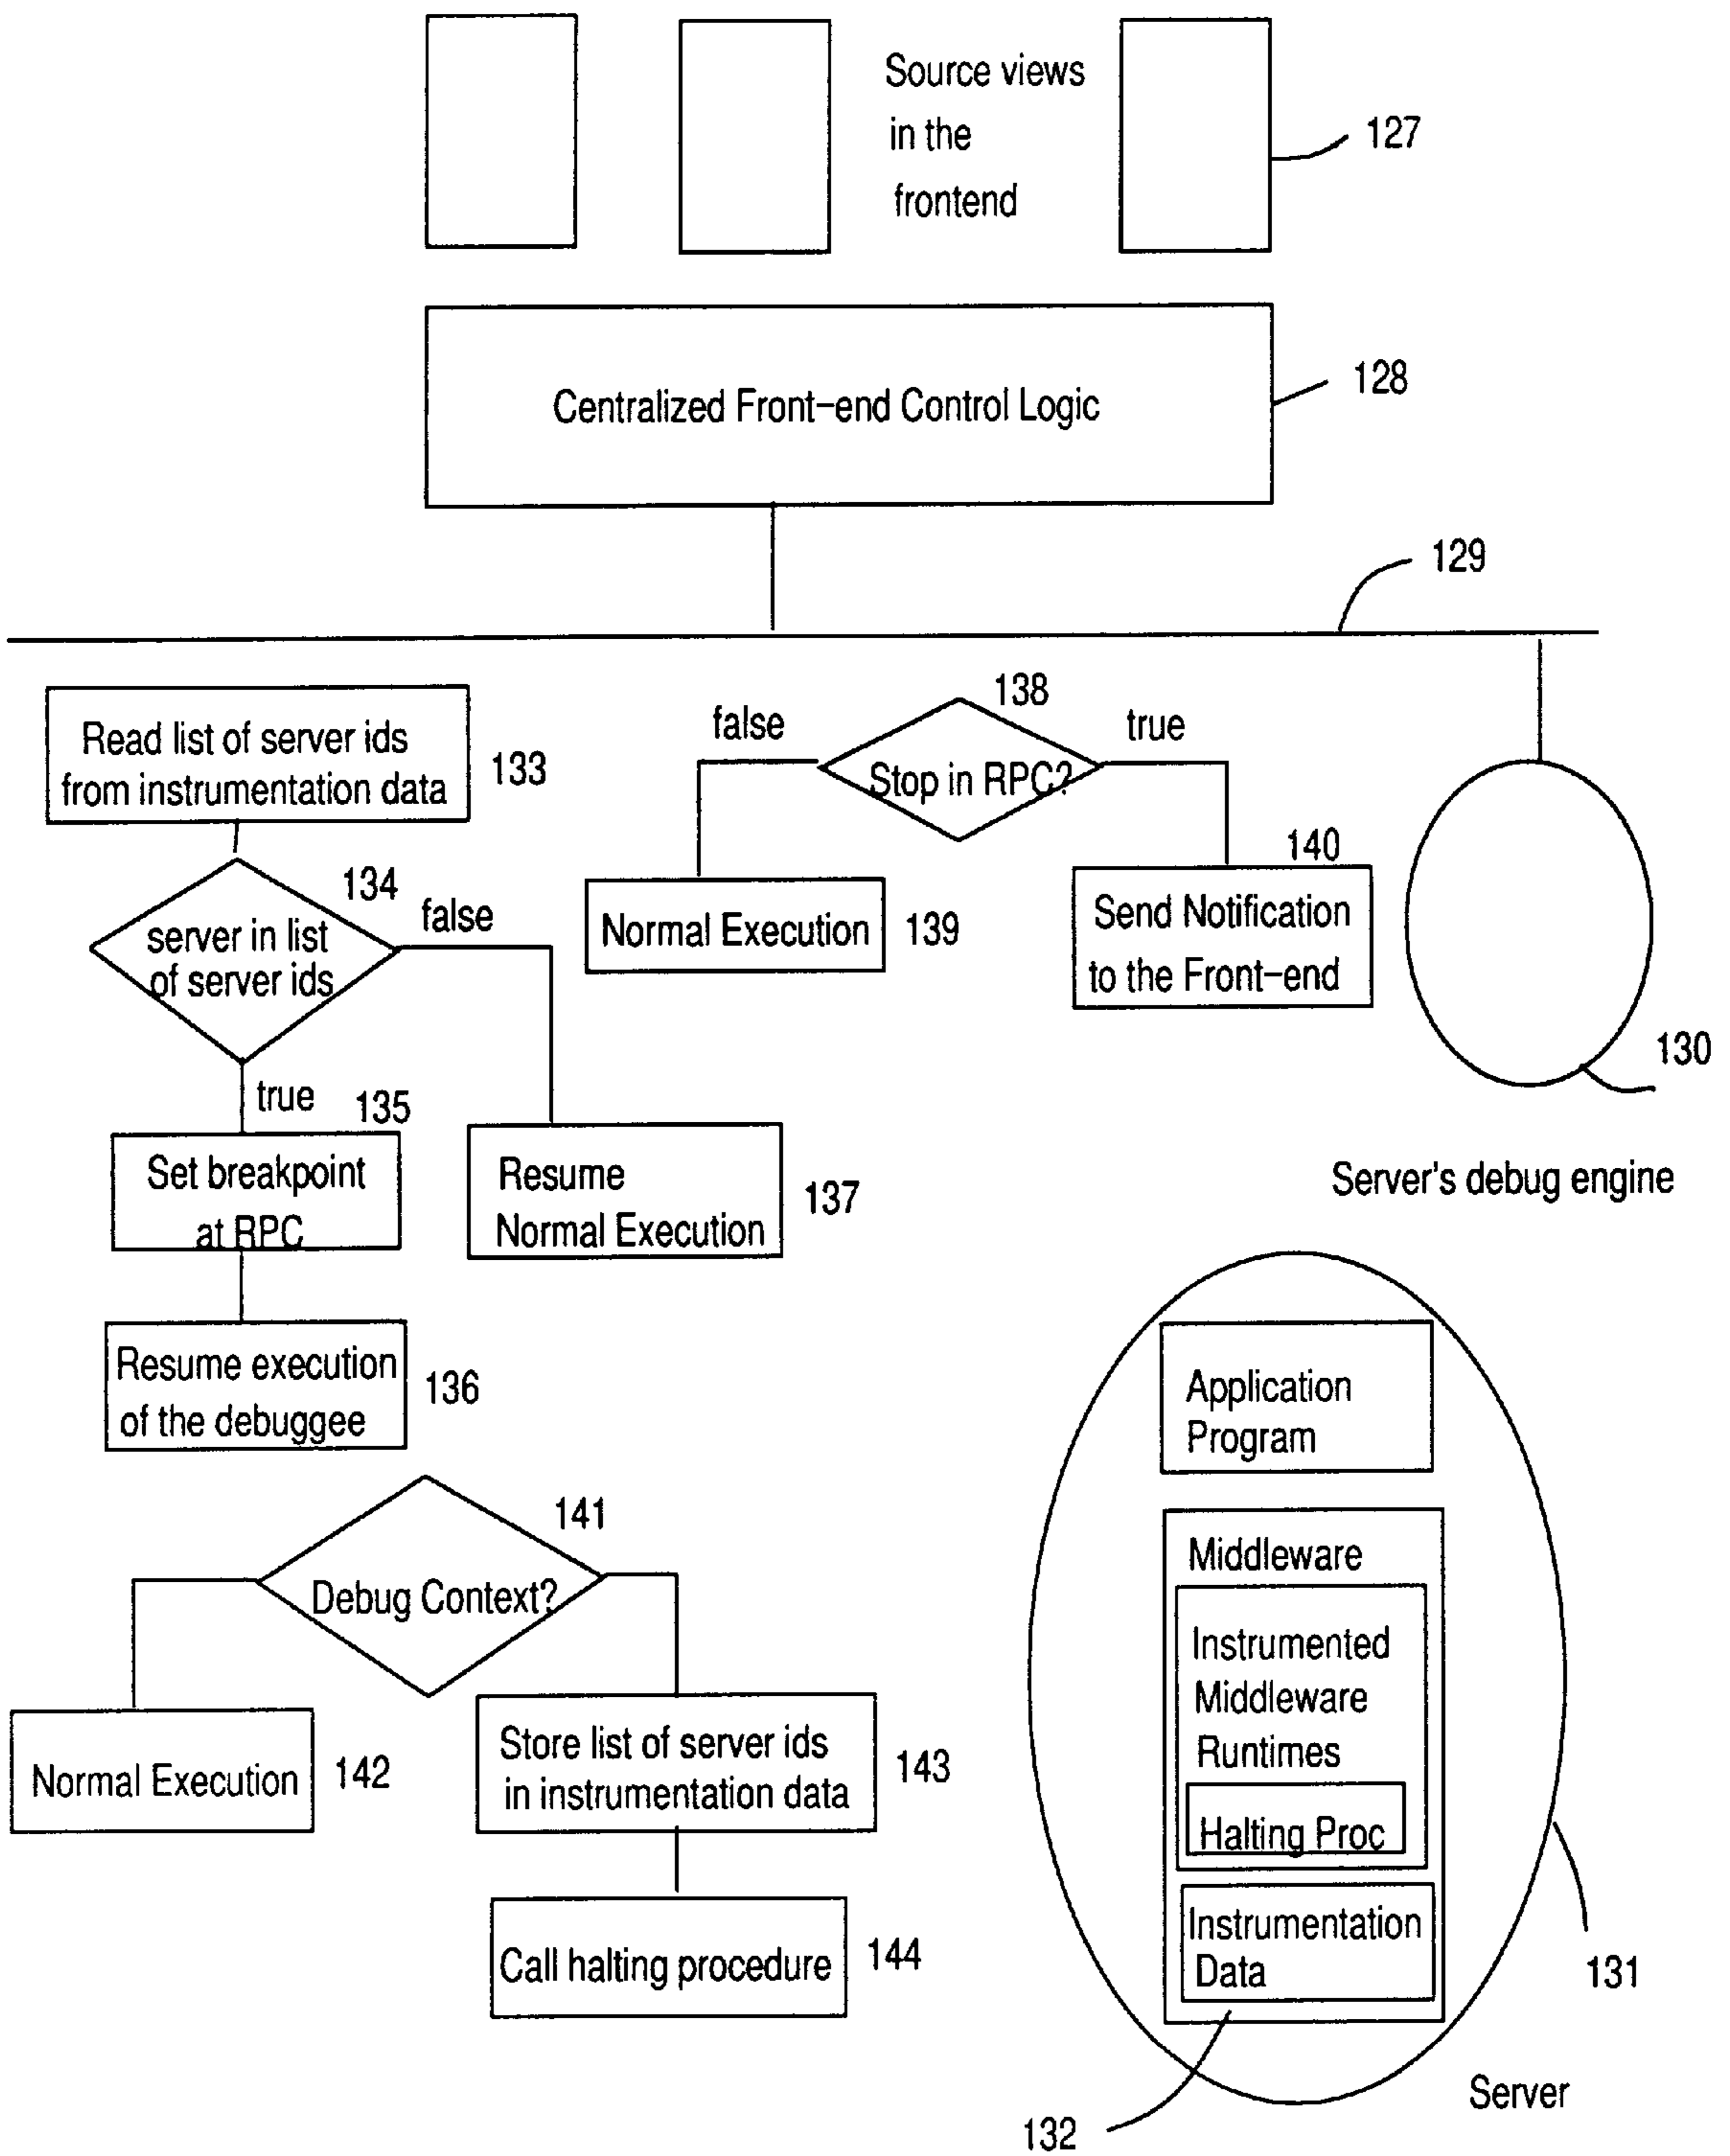 Source views
in the
frontend
127
Centralized Front-end Control Logic
128
129
Read list of server ids
from instrumentation data
133
138
false
true
Stop in RPC?
140
Normal Execution
139
Send Notification
to the Front-end
134
server in list
of server ids
false
130
true
135
Set breakpoint
at RPC
Resume
Normal Execution
137
Server's debug engine
Resume execution
of the debuggee
136
Application
Program
141
Debug Context?
Middleware
Instrumented
Middleware
Runtimes
Halting Proc
Normal Execution
142
Store list of server ids
in instrumentation data
143
Call halting procedure
144
Instrumentation
Data
131
132
Server